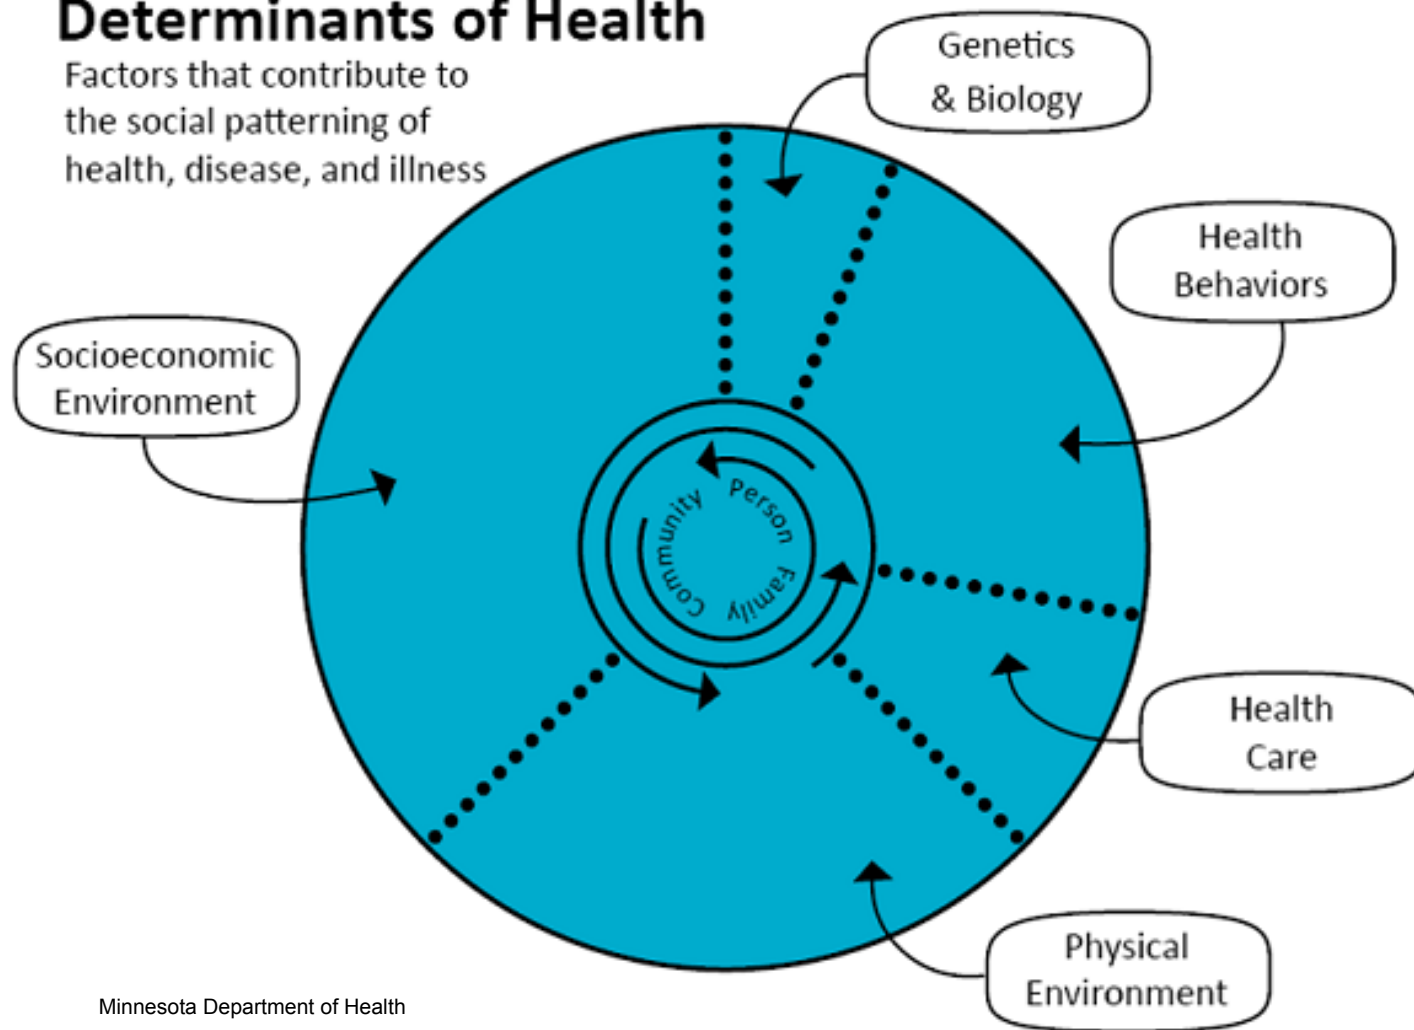 Determinants of Health
Factors that contribute to
the social patterning of
health, disease, and illness
Genetics
& Biology
Health
Behaviors
Socioeconomic
Environment
Person
Family
Community
Health
Care
Physical
Environment
Minnesota Department of Health